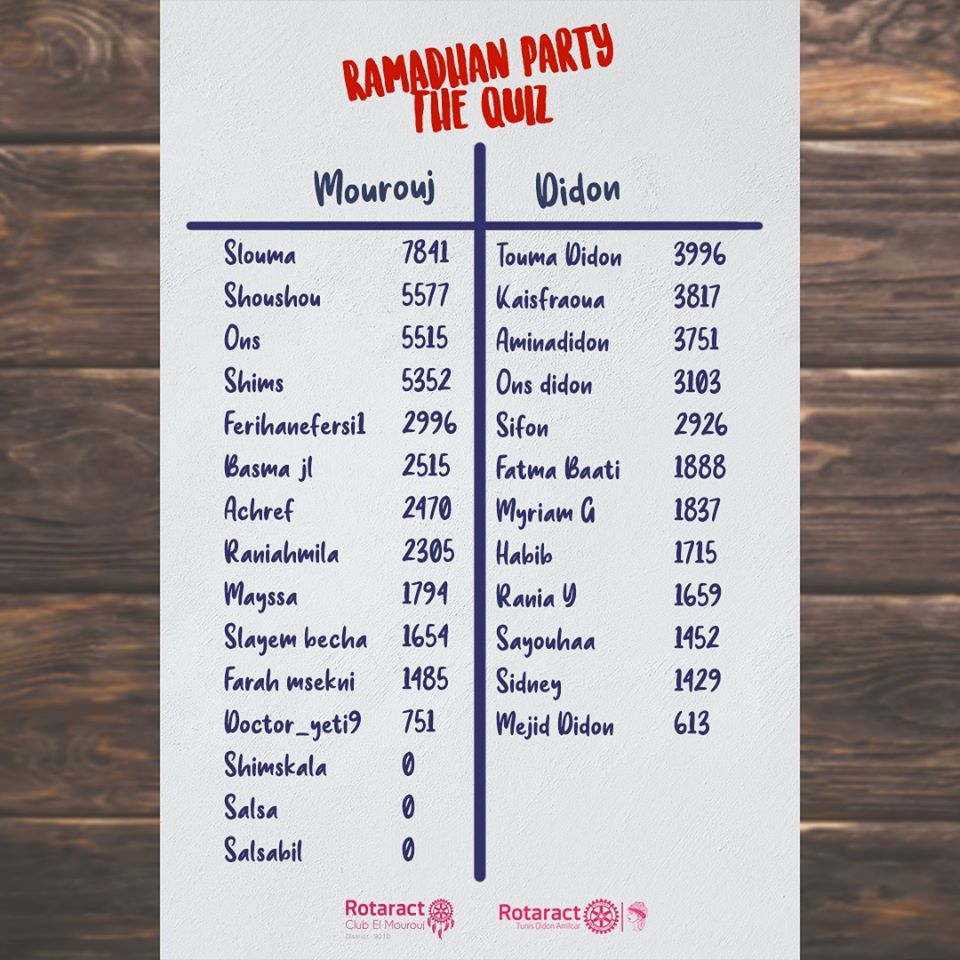 RAMADHAN PARTY
THE QUIZ
Mourouj Didon
Slouma 7841 Touma Didon 3996
Shoushou 5577 Kaisfraoua 3817
Ons 5515 Aminadidon 3751
Shims 5352 Ons didon 3103
Ferihanefersi1 2996 Sifon 2926
Basma jl 2515 Fatma Baati 1888
Achref 2470 Myriam G 1837
Raniahmila 2305 Habib 1715
Mayssa 1794 Rania Y 1659
Slayem becha 1654 Sayouhaa 1452
Farah msekni 1485 Sidney 1429
Doctor_yeti9 751 Mejid Didon 613
Shimskala 0
Salsa 0
Salsabil 0
Rotaract Rotaract
Club El Mourouj Tunis Didon Amilcar
District 9010